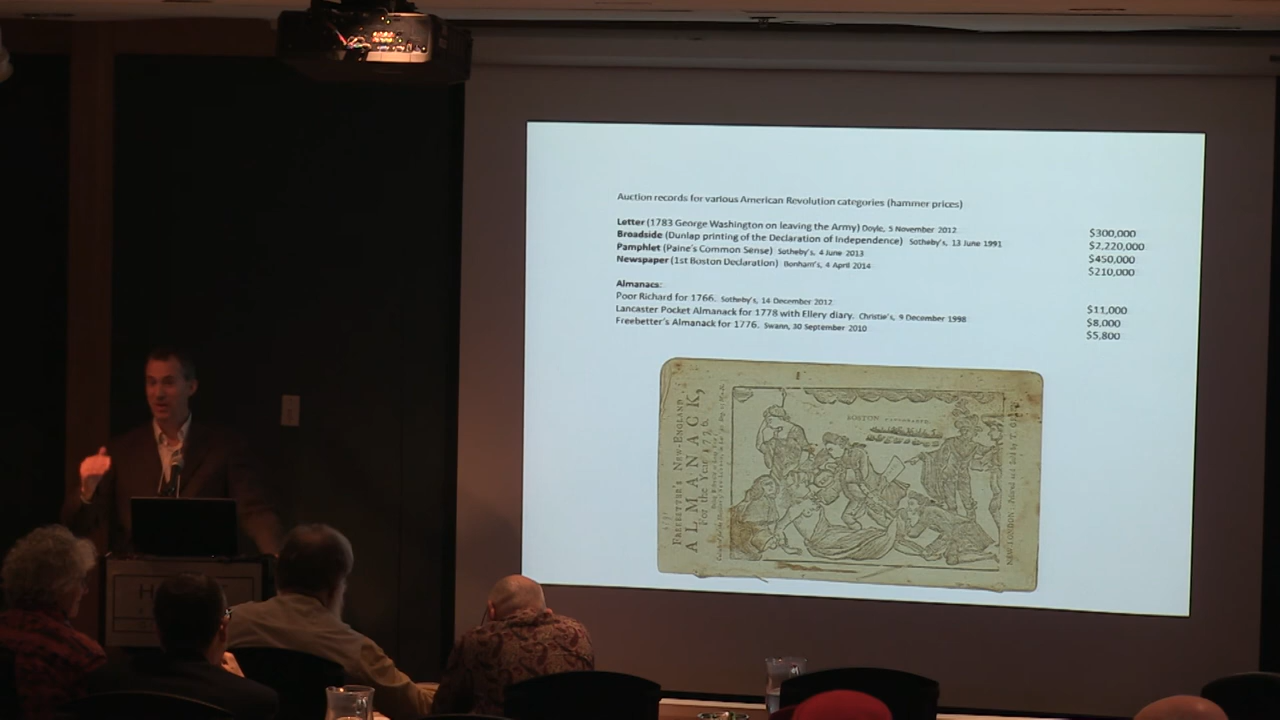 Auction records for various American Revolution categories (hammer prices)
Letter (1783 George Washington on leaving the Army) Doyle, 5 November 2012 $300,000
Broadside (Dunlap printing of the Declaration of Independence) Sotheby's, 13 June 1991 $2,220,000
Pamphlet (Paine's Common Sense) Sotheby's, 4 June 2013 $450,000
Newspaper (1st Boston Declaration) Bonham's, 4 April 2014 $210,000
Almanacs:
Poor Richard for 1766. Sotheby's, 14 December 2012 $11,000
Lancaster Pocket Almanack for 1778 with Ellery diary. Christie's, 9 December 1998 $8,000
Freebetter's Almanack for 1776. Swann, 30 September 2010 $5,800
FREEBETTER'S NEW-ENGLAND
ALMANACK,
For the Year 1776.
BOSTON
NEW-LONDON